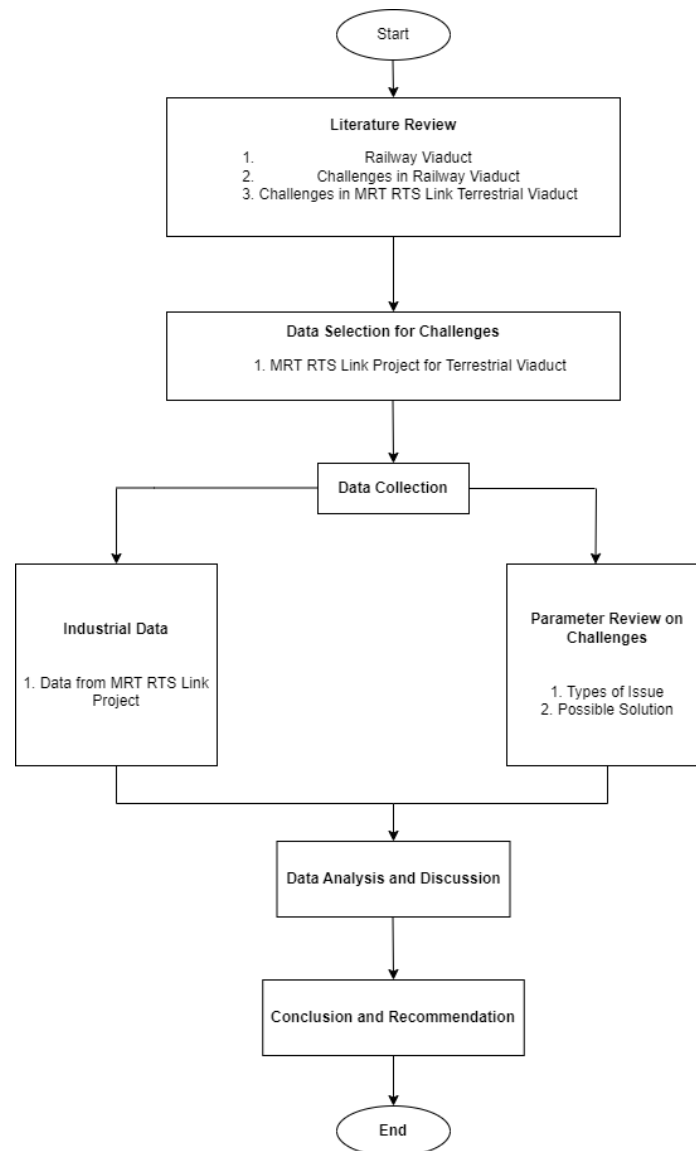 Start
Literature Review
1. Railway Viaduct
2. Challenges in Railway Viaduct
3. Challenges in MRT RTS Link Terrestrial Viaduct
Data Selection for Challenges
1. MRT RTS Link Project for Terrestrial Viaduct
Data Collection
Industrial Data
1. Data from MRT RTS Link
Project
Parameter Review on
Challenges
1. Types of Issue
2. Possible Solution
Data Analysis and Discussion
Conclusion and Recommendation
End